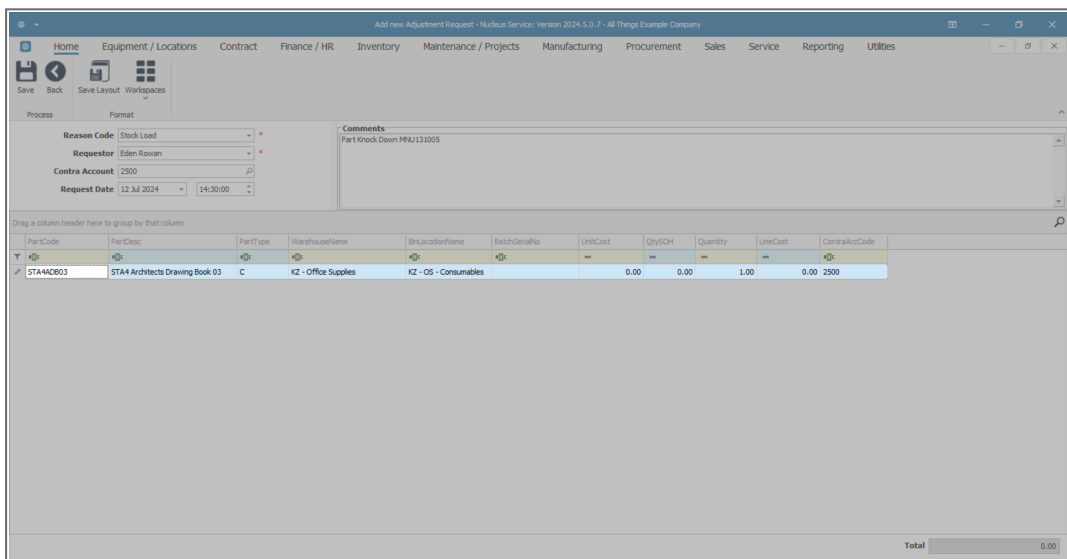 Add new Adjustment Request - Nucleus Service: Version 2024.5.0.7 - All Things Example Company
Home Equipment / Locations Contract Finance / HR Inventory Maintenance / Projects Manufacturing Procurement Sales Service Reporting Utilities
Save Back Save Layout Workspaces
Process Format
Reason Code Stock Load *
Requestor Eden Rowan *
Contra Account 2500
Request Date 12 Jul 2024 14:30:00
Comments
Part Knock Down MNU131005
Drag a column header here to group by that column
PartCode PartDesc PartType WarehouseName BinLocationName BatchSerialNo UnitCost QtySOH Quantity LineCost ContraAccCode
STA4ADB03 STA4 Architects Drawing Book 03 C KZ - Office Supplies KZ - OS - Consumables 0.00 0.00 1.00 0.00 2500
Total 0.00